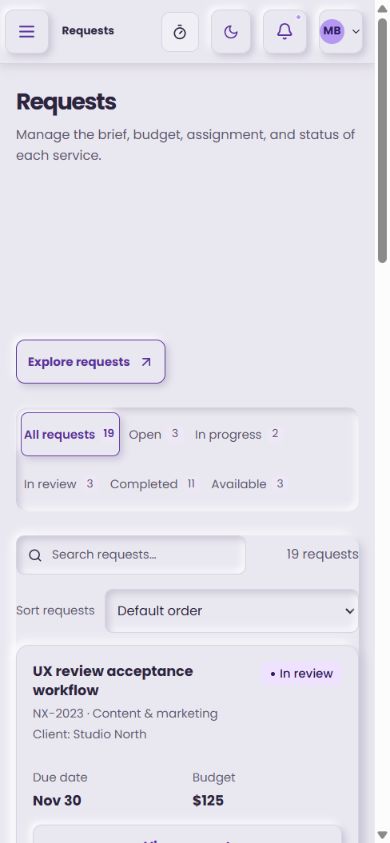 Requests
MB
Requests
Manage the brief, budget, assignment, and status of
each service.
Explore requests
All requests 19 Open 3 In progress 2
In review 3 Completed 11 Available 3
Search requests... 19 requests
Sort requests Default order
UX review acceptance
workflow
• In review
NX-2023 · Content & marketing
Client: Studio North
Due date Budget
Nov 30 $125